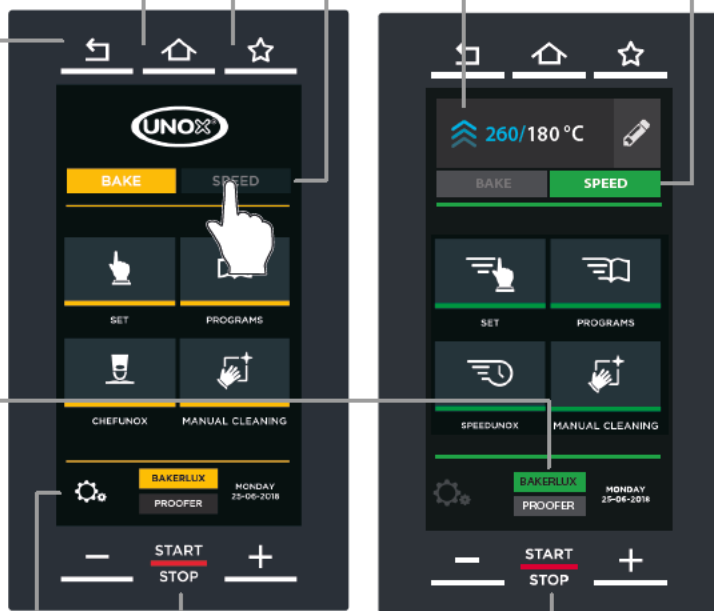 UNOX
BAKE SPEED
SET PROGRAMS
CHEFUNOX MANUAL CLEANING
BAKERLUX
PROOFER
MONDAY
25-06-2018
START
STOP
260/180 °C
BAKE SPEED
SET PROGRAMS
SPEEDUNOX MANUAL CLEANING
BAKERLUX
PROOFER
MONDAY
25-06-2018
START
STOP